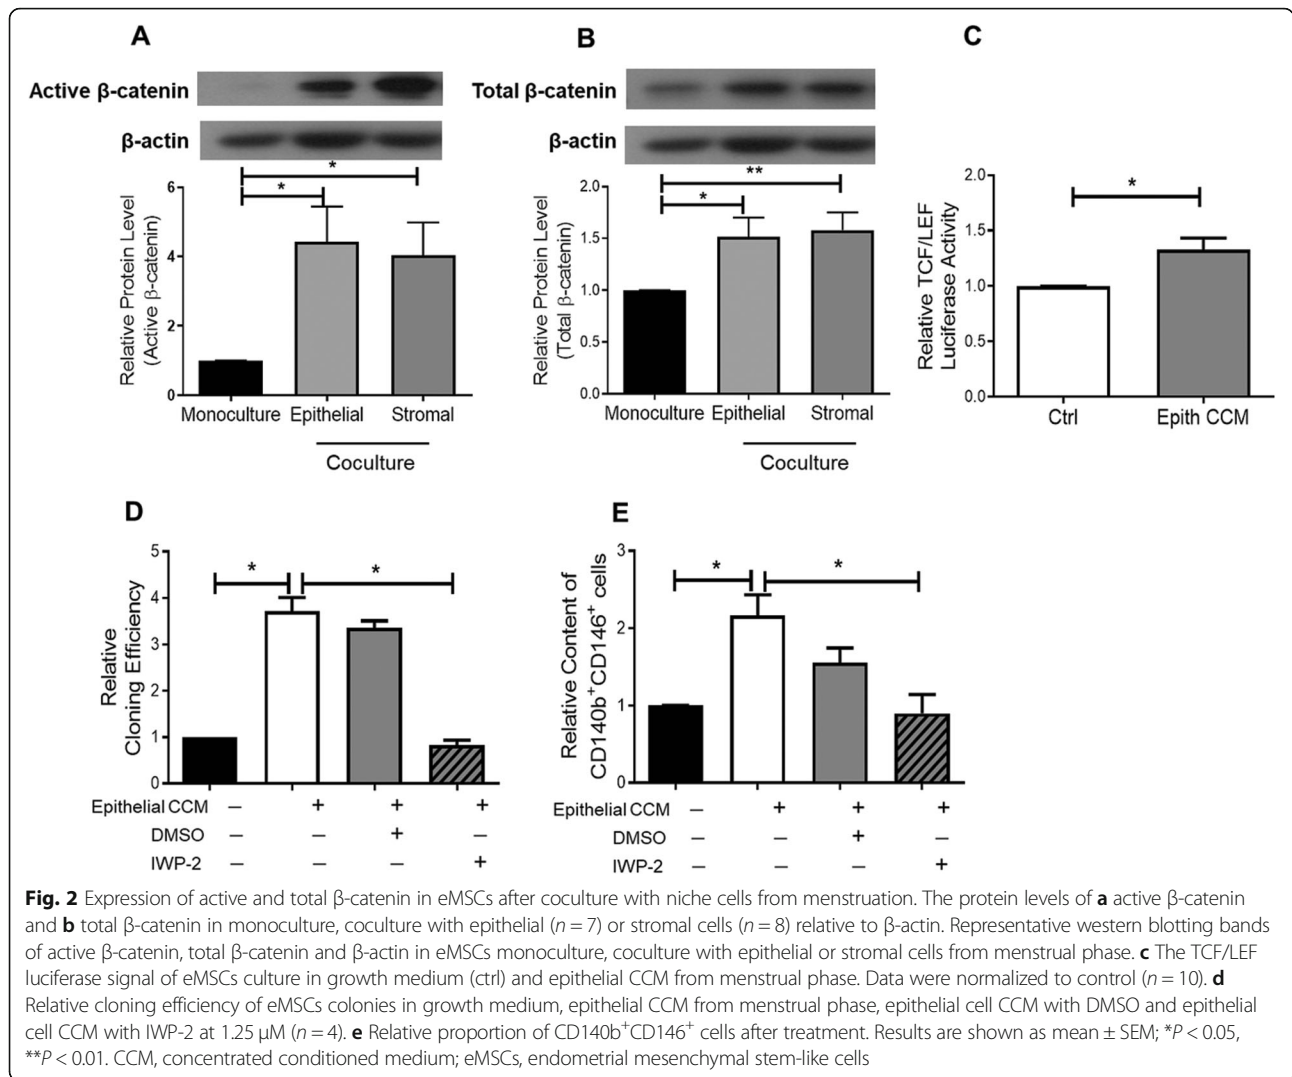 A
Active β-catenin
β-actin
*
*
6
4
2
0
Relative Protein Level
(Active β-catenin)
Monoculture Epithelial Stromal
Coculture
B
Total β-catenin
β-actin
**
*
2.0
1.5
1.0
0.5
0.0
Relative Protein Level
(Total β-catenin)
Monoculture Epithelial Stromal
Coculture
C
*
2.0
1.5
1.0
0.5
0.0
Relative TCF/LEF
Luciferase Activity
Ctrl Epith CCM
D
* *
5
4
3
2
1
0
Relative
Cloning Efficiency
Epithelial CCM – + + +
DMSO – – + –
IWP-2 – – – +
E
* *
3
2
1
0
Relative Content of
CD140b⁺CD146⁺ cells
Epithelial CCM – + + +
DMSO – – + –
IWP-2 – – – +
Fig. 2 Expression of active and total β-catenin in eMSCs after coculture with niche cells from menstruation. The protein levels of a active β-catenin
and b total β-catenin in monoculture, coculture with epithelial (n = 7) or stromal cells (n = 8) relative to β-actin. Representative western blotting bands
of active β-catenin, total β-catenin and β-actin in eMSCs monoculture, coculture with epithelial or stromal cells from menstrual phase. c The TCF/LEF
luciferase signal of eMSCs culture in growth medium (ctrl) and epithelial CCM from menstrual phase. Data were normalized to control (n = 10). d
Relative cloning efficiency of eMSCs colonies in growth medium, epithelial CCM from menstrual phase, epithelial cell CCM with DMSO and epithelial
cell CCM with IWP-2 at 1.25 μM (n = 4). e Relative proportion of CD140b⁺CD146⁺ cells after treatment. Results are shown as mean ± SEM; *P < 0.05,
**P < 0.01. CCM, concentrated conditioned medium; eMSCs, endometrial mesenchymal stem-like cells